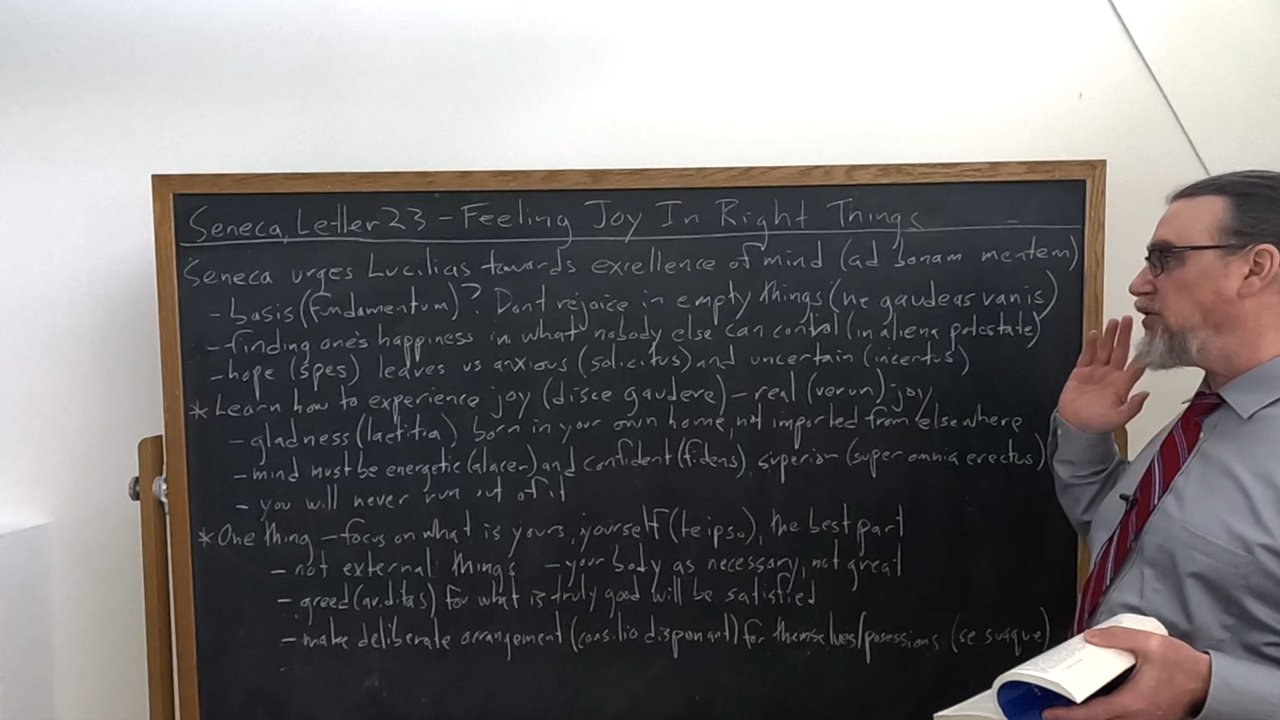 Seneca, Letter 23 - Feeling Joy In Right Things
Seneca urges Lucilius towards excellence of mind (ad bonam mentem)
- basis (fundamentum)? Dont rejoice in empty things (ne gaudeas vanis)
- finding one's happiness in what nobody else can control (in aliena potestate)
- hope (spes) leaves us anxious (solicitus) and uncertain (incertus)
* Learn how to experience joy (disce gaudere) - real (verum) joy
- gladness (laetitia) born in your own home, not imported from elsewhere
- mind must be energetic (alacer) and confident (fidens), superior (super omnia erectus)
- you will never run out of it
* One thing - focus on what is yours, yourself (te ipso), the best part
- not external things - your body as necessary, not great
- greed (aviditas) for what is truly good will be satisfied
- make deliberate arrangement (consilio disponant) for themselves/posessions (se suaque)